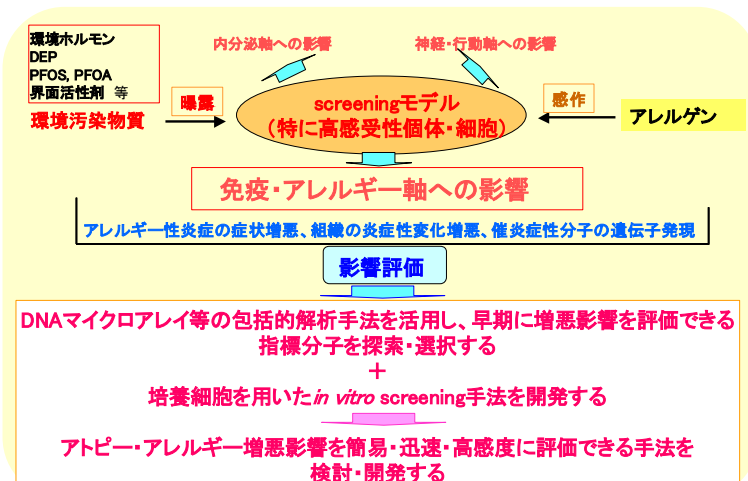 環境ホルモン
DEP
PFOS, PFOA
界面活性剤 等
環境汚染物質
曝露
内分泌軸への影響
神経・行動軸への影響
screeningモデル
（特に高感受性個体・細胞）
感作
アレルゲン
免疫・アレルギー軸への影響
アレルギー性炎症の症状増悪、組織の炎症性変化増悪、催炎症性分子の遺伝子発現
影響評価
DNAマイクロアレイ等の包括的解析手法を活用し、早期に増悪影響を評価できる
指標分子を探索・選択する
＋
培養細胞を用いたin vitro screening手法を開発する
アトピー・アレルギー増悪影響を簡易・迅速・高感度に評価できる手法を
検討・開発する